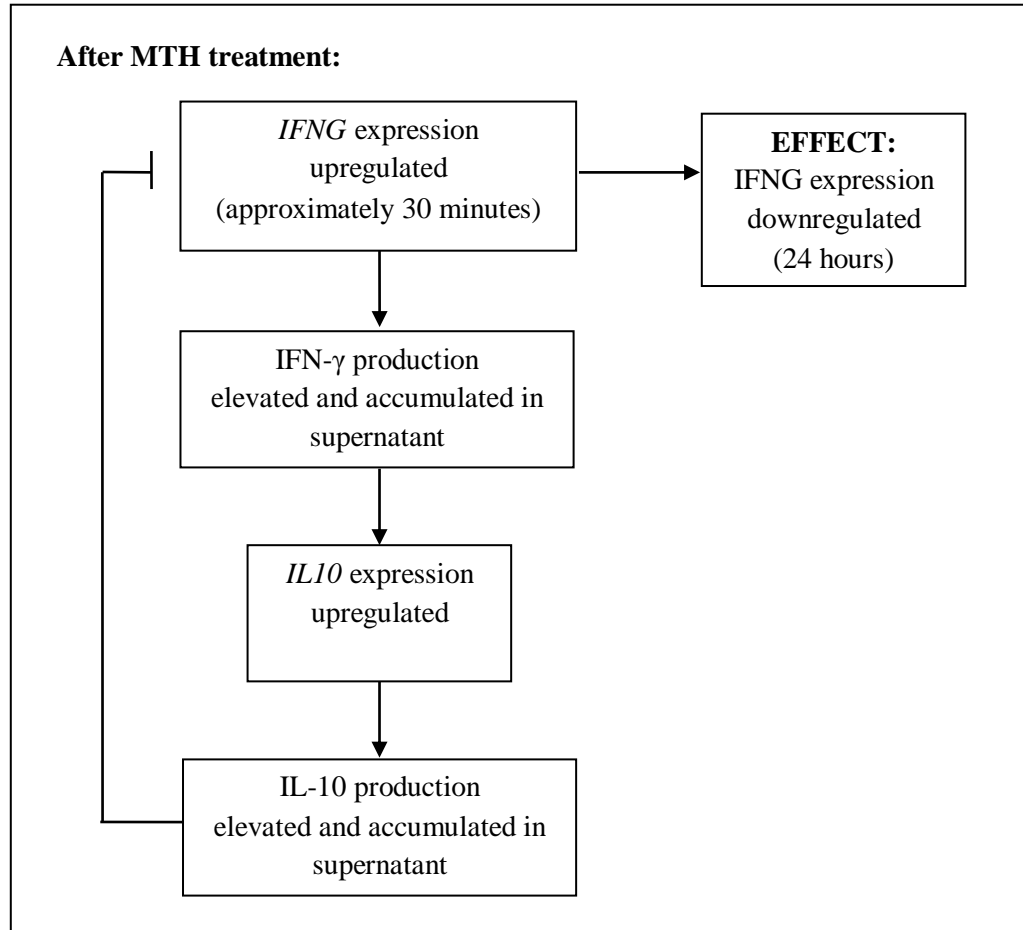 After MTH treatment:
IFNG expression
upregulated
(approximately 30 minutes)
EFFECT:
IFNG expression
downregulated
(24 hours)
IFN-γ production
elevated and accumulated in
supernatant
IL10 expression
upregulated
IL-10 production
elevated and accumulated in
supernatant